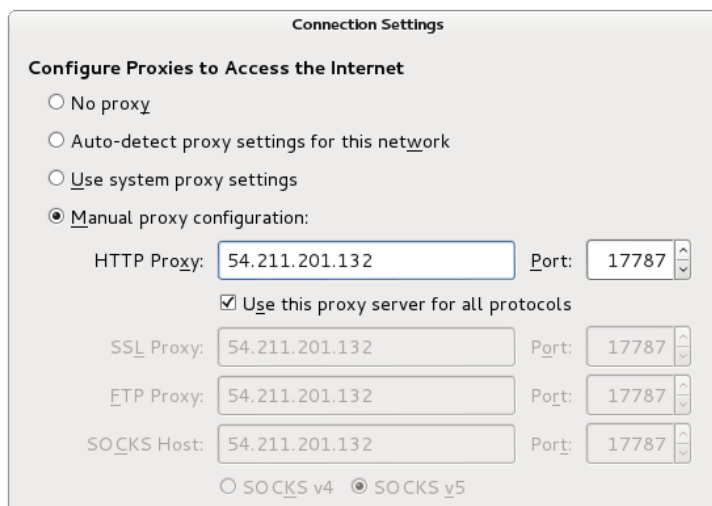 Connection Settings
Configure Proxies to Access the Internet
No proxy
Auto-detect proxy settings for this network
Use system proxy settings
Manual proxy configuration:
HTTP Proxy: 54.211.201.132 Port: 17787
Use this proxy server for all protocols
SSL Proxy: 54.211.201.132 Port: 17787
FTP Proxy: 54.211.201.132 Port: 17787
SOCKS Host: 54.211.201.132 Port: 17787
SOCKS v4 SOCKS v5